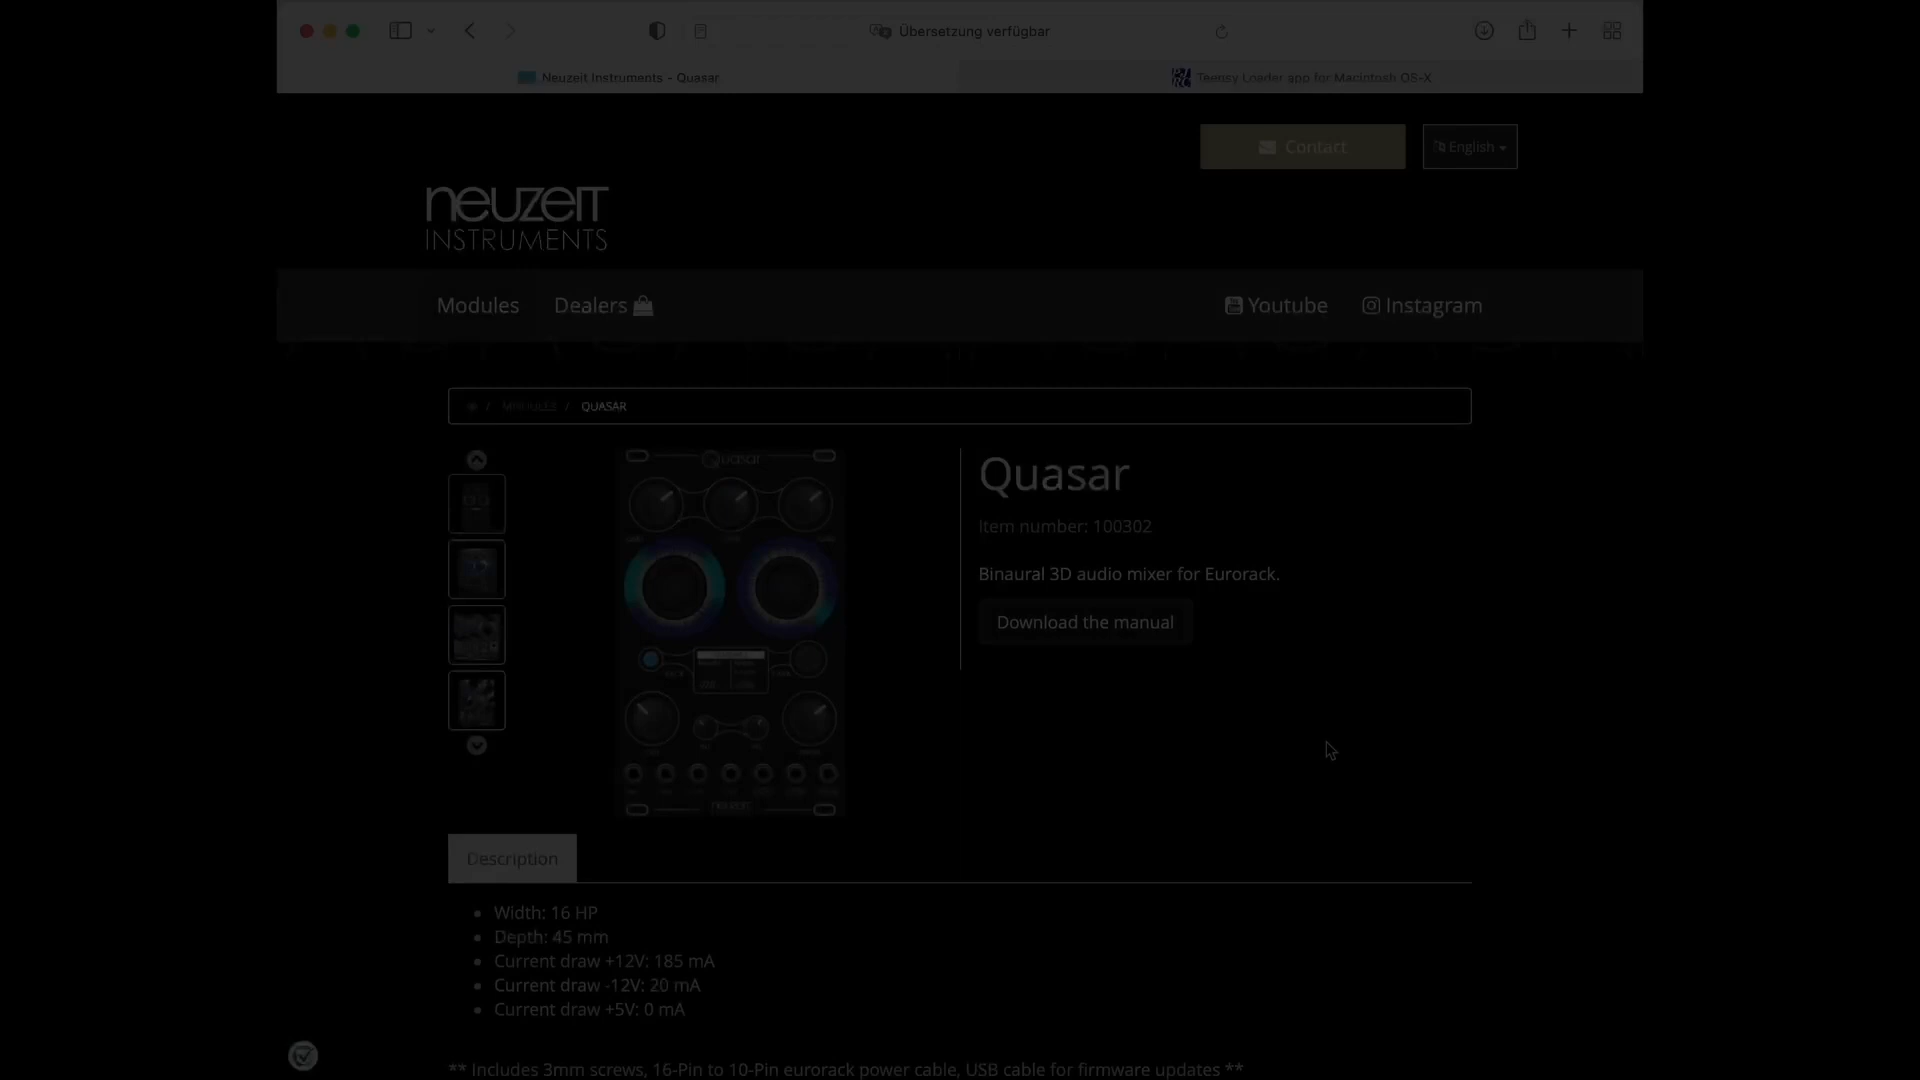 Übersetzung verfügbar
Neuzeit Instruments - Quasar
Teensy Loader app for Macintosh OS-X
Contact
English
neuzeit
INSTRUMENTS
Modules
Dealers
Youtube
Instagram
/ MODULES / QUASAR
Quasar
Quasar
Item number: 100302
Binaural 3D audio mixer for Eurorack.
Download the manual
Description
• Width: 16 HP
• Depth: 45 mm
• Current draw +12V: 185 mA
• Current draw -12V: 20 mA
• Current draw +5V: 0 mA
** Includes 3mm screws, 16-Pin to 10-Pin eurorack power cable, USB cable for firmware updates **